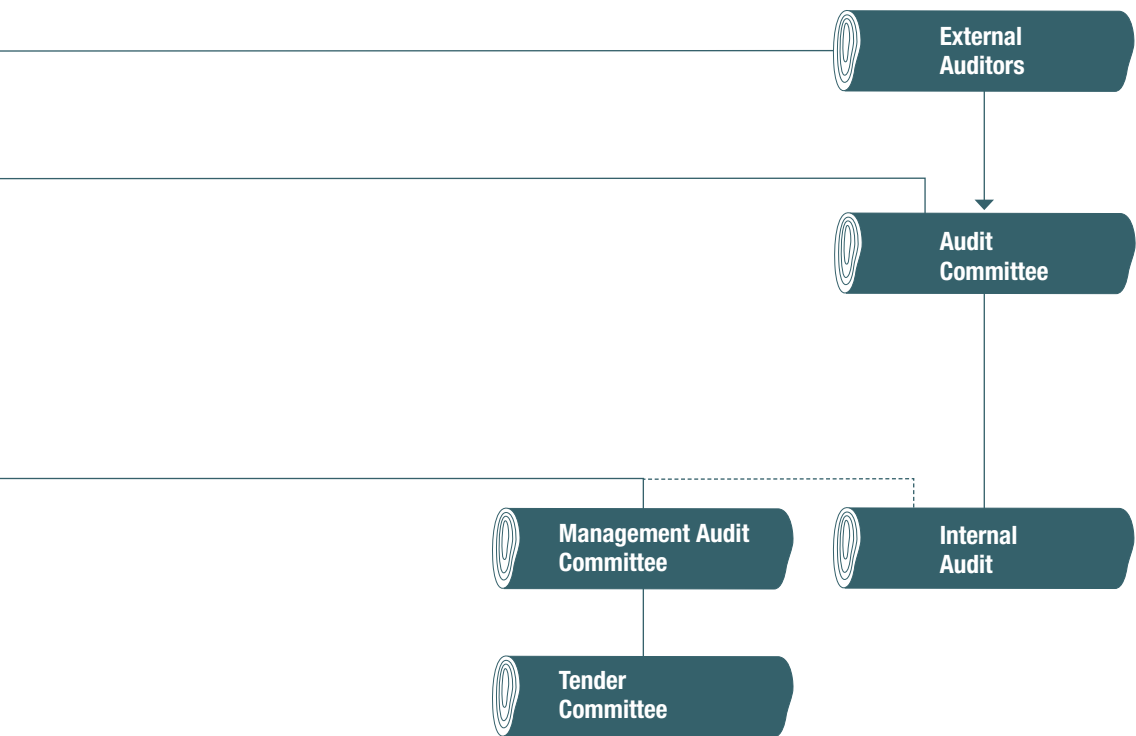 External
Auditors
Audit
Committee
Management Audit
Committee
Internal
Audit
Tender
Committee